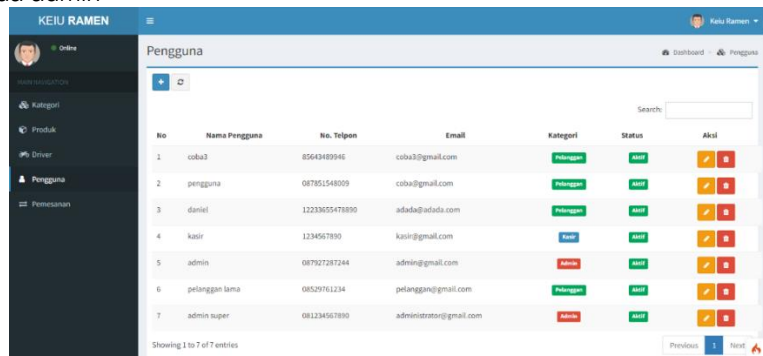 KEIU RAMEN
Keiu Ramen
Online
Pengguna
Dashboard
Pengguna
MAIN NAVIGATION
Kategori
Produk
Driver
Pengguna
Pemesanan
Search:
No Nama Pengguna No. Telpon Email Kategori Status Aksi
1 coba3 85643489946 coba3@gmail.com Pelanggan Aktif
2 pengguna 087851548009 coba@gmail.com Pelanggan Aktif
3 daniel 12233655478890 adada@adada.com Pelanggan Aktif
4 kasir 1234567890 kasir@gmail.com Kasir Aktif
5 admin 087927287244 admin@gmail.com Admin Aktif
6 pelanggan lama 08529761234 pelanggan@gmail.com Pelanggan Aktif
7 admin super 081234567890 administrator@gmail.com Admin Aktif
Showing 1 to 7 of 7 entries
Previous 1 Next